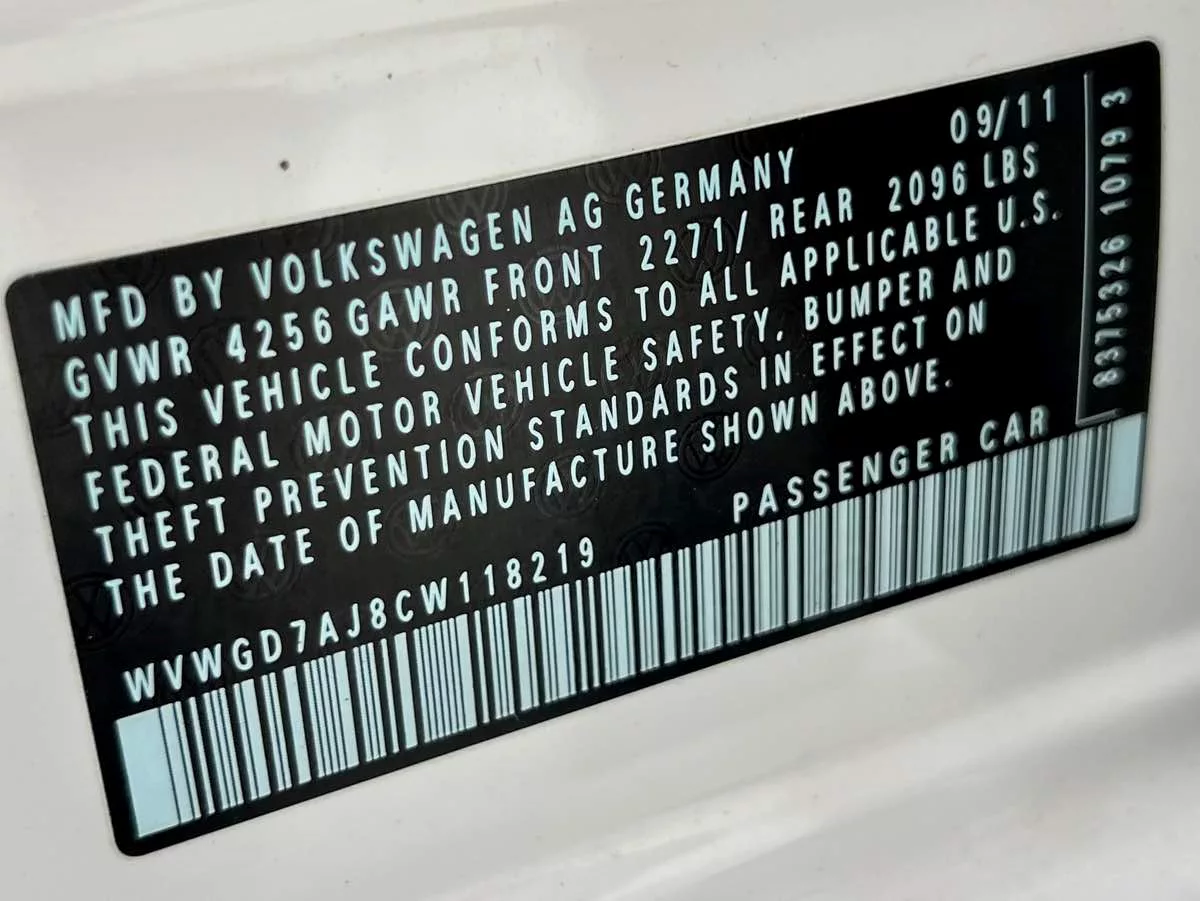 09/11
MFD BY VOLKSWAGEN AG GERMANY
GVWR 4256 GAWR FRONT 2271/ REAR 2096 LBS
THIS VEHICLE CONFORMS TO ALL APPLICABLE U.S.
FEDERAL MOTOR VEHICLE SAFETY, BUMPER AND
THEFT PREVENTION STANDARDS IN EFFECT ON
THE DATE OF MANUFACTURE SHOWN ABOVE.
WVWGD7AJ8CW118219
PASSENGER CAR
8375326 1079 3